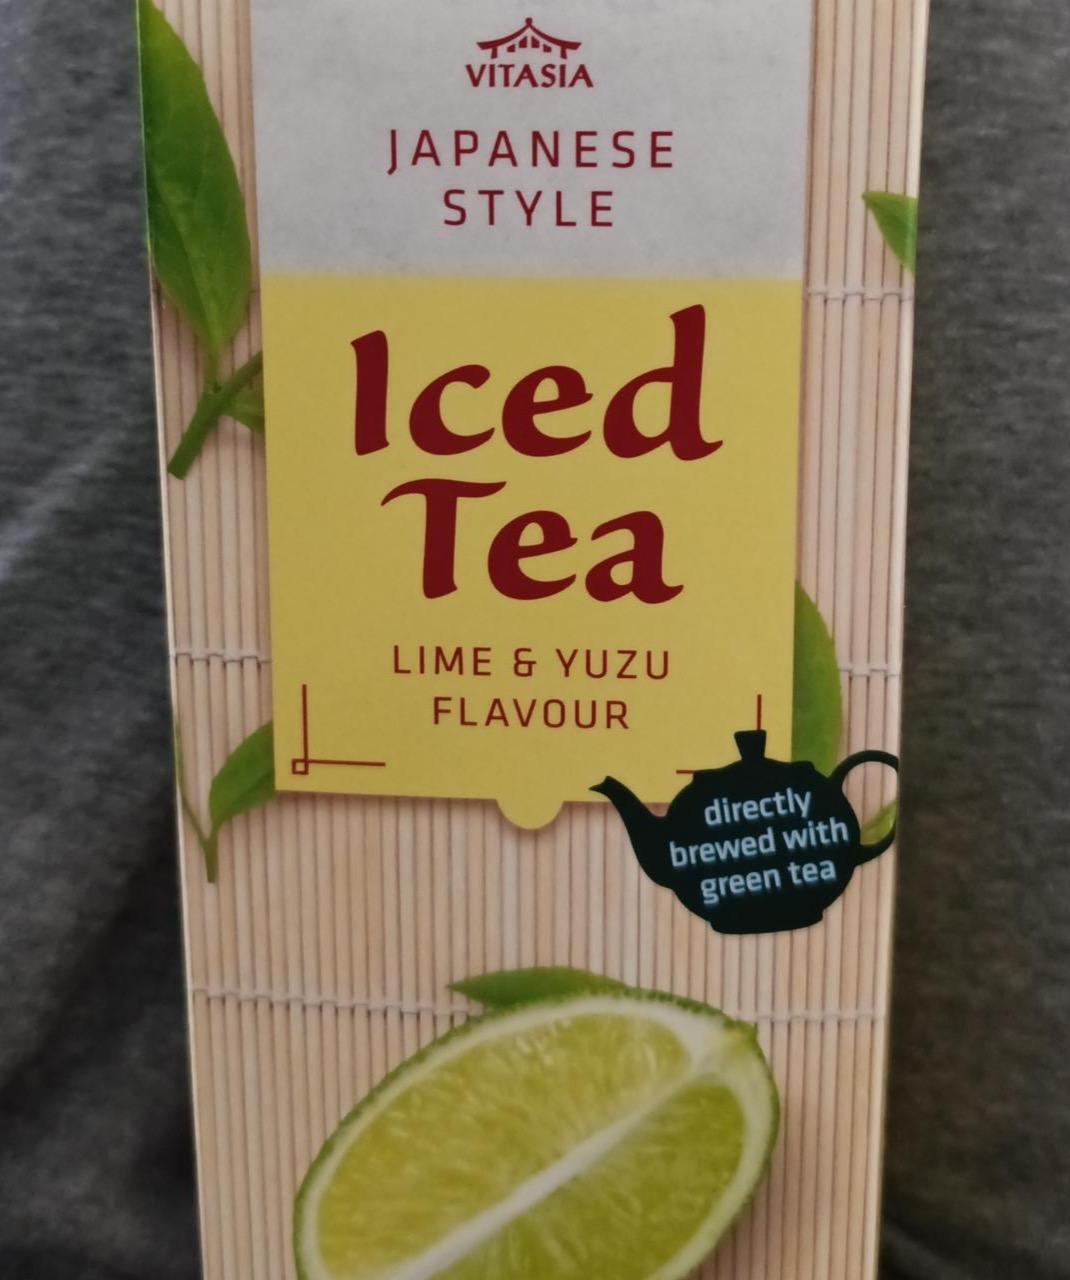 VITASIA
JAPANESE
STYLE
Iced
Tea
LIME & YUZU
FLAVOUR
directly
brewed with
green tea